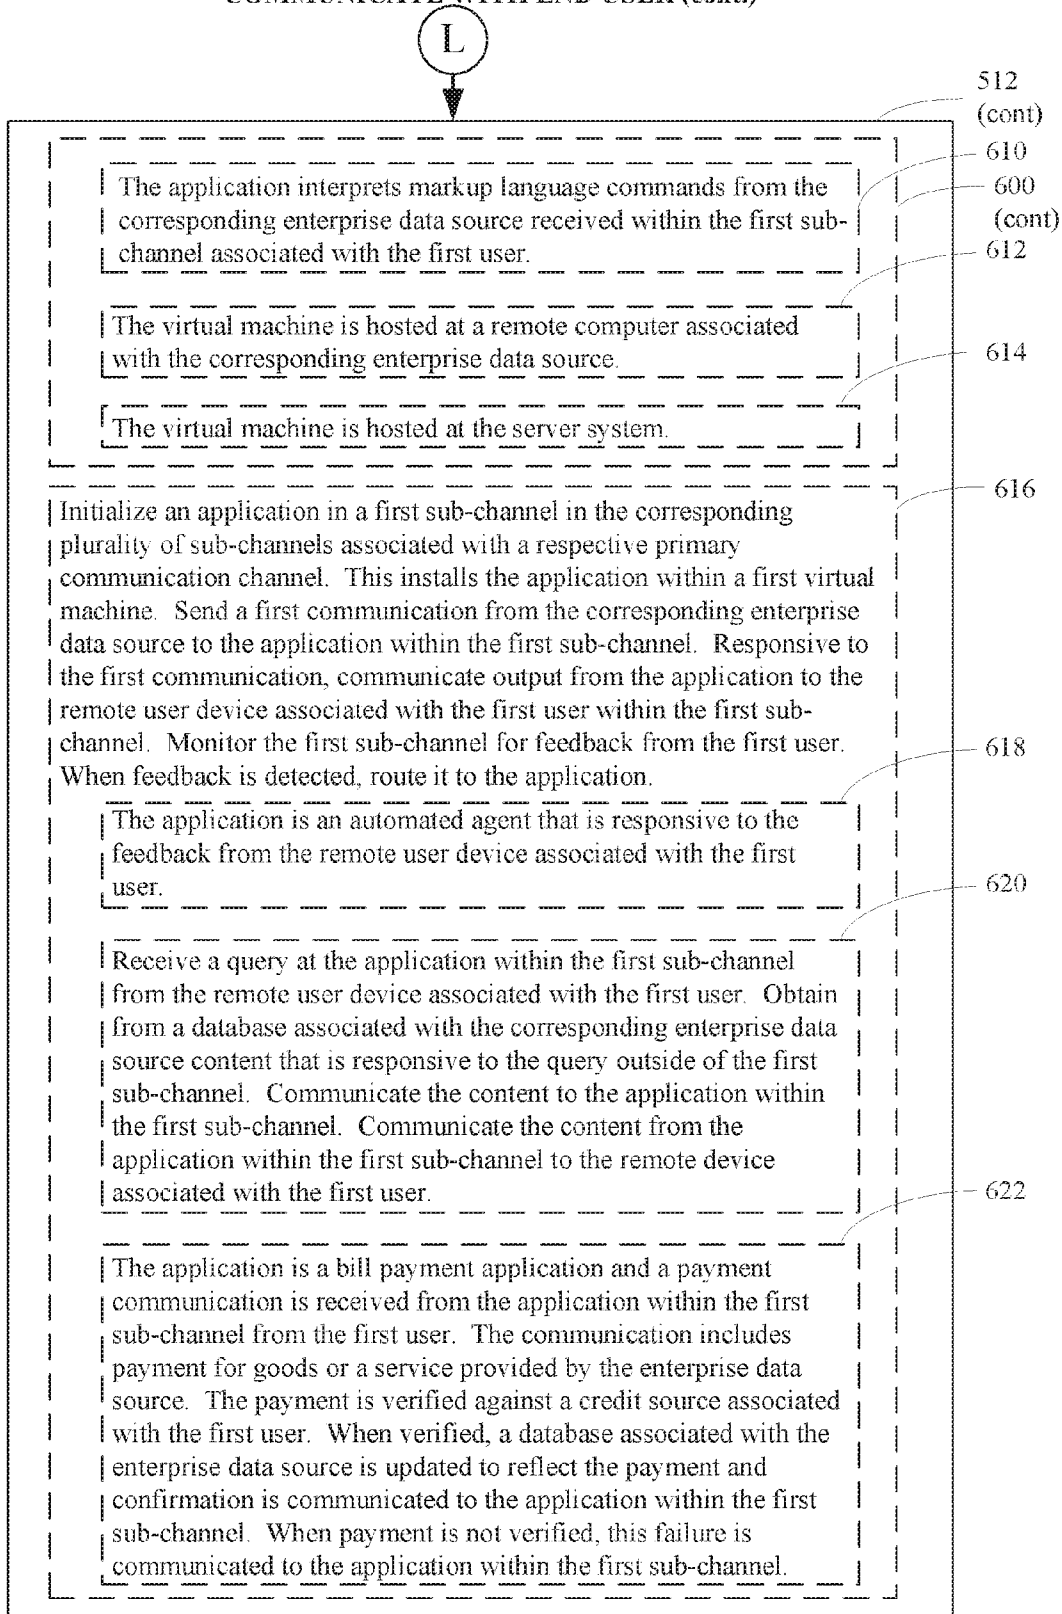 COMMUNICATE WITH END USER (cont.)
L
512
(cont)
610
600
(cont)
The application interprets markup language commands from the
corresponding enterprise data source received within the first sub-
channel associated with the first user.
612
The virtual machine is hosted at a remote computer associated
with the corresponding enterprise data source.
614
The virtual machine is hosted at the server system.
616
Initialize an application in a first sub-channel in the corresponding
plurality of sub-channels associated with a respective primary
communication channel. This installs the application within a first virtual
machine. Send a first communication from the corresponding enterprise
data source to the application within the first sub-channel. Responsive to
the first communication, communicate output from the application to the
remote user device associated with the first user within the first sub-
channel. Monitor the first sub-channel for feedback from the first user.
When feedback is detected, route it to the application.
618
The application is an automated agent that is responsive to the
feedback from the remote user device associated with the first
user.
620
Receive a query at the application within the first sub-channel
from the remote user device associated with the first user. Obtain
from a database associated with the corresponding enterprise data
source content that is responsive to the query outside of the first
sub-channel. Communicate the content to the application within
the first sub-channel. Communicate the content from the
application within the first sub-channel to the remote device
associated with the first user.
622
The application is a bill payment application and a payment
communication is received from the application within the first
sub-channel from the first user. The communication includes
payment for goods or a service provided by the enterprise data
source. The payment is verified against a credit source associated
with the first user. When verified, a database associated with the
enterprise data source is updated to reflect the payment and
confirmation is communicated to the application within the first
sub-channel. When payment is not verified, this failure is
communicated to the application within the first sub-channel.